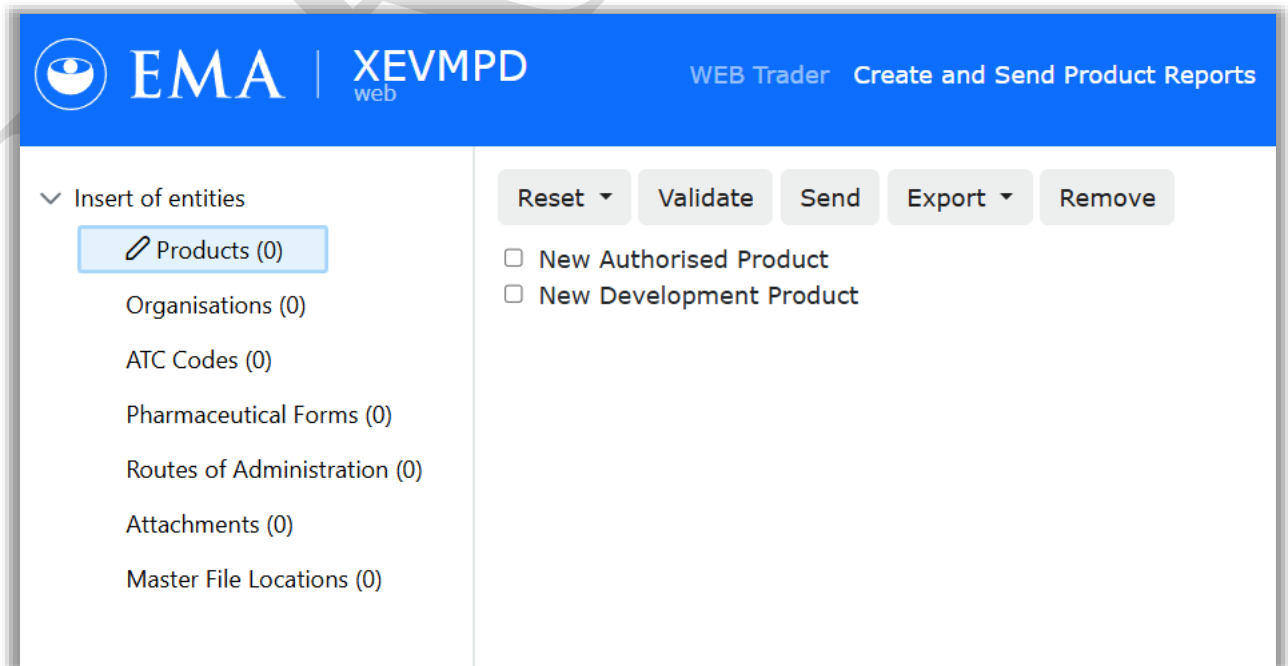 EMA | XEVMPD
web
WEB Trader Create and Send Product Reports
Insert of entities
Products (0)
Organisations (0)
ATC Codes (0)
Pharmaceutical Forms (0)
Routes of Administration (0)
Attachments (0)
Master File Locations (0)
Reset Validate Send Export Remove
New Authorised Product
New Development Product